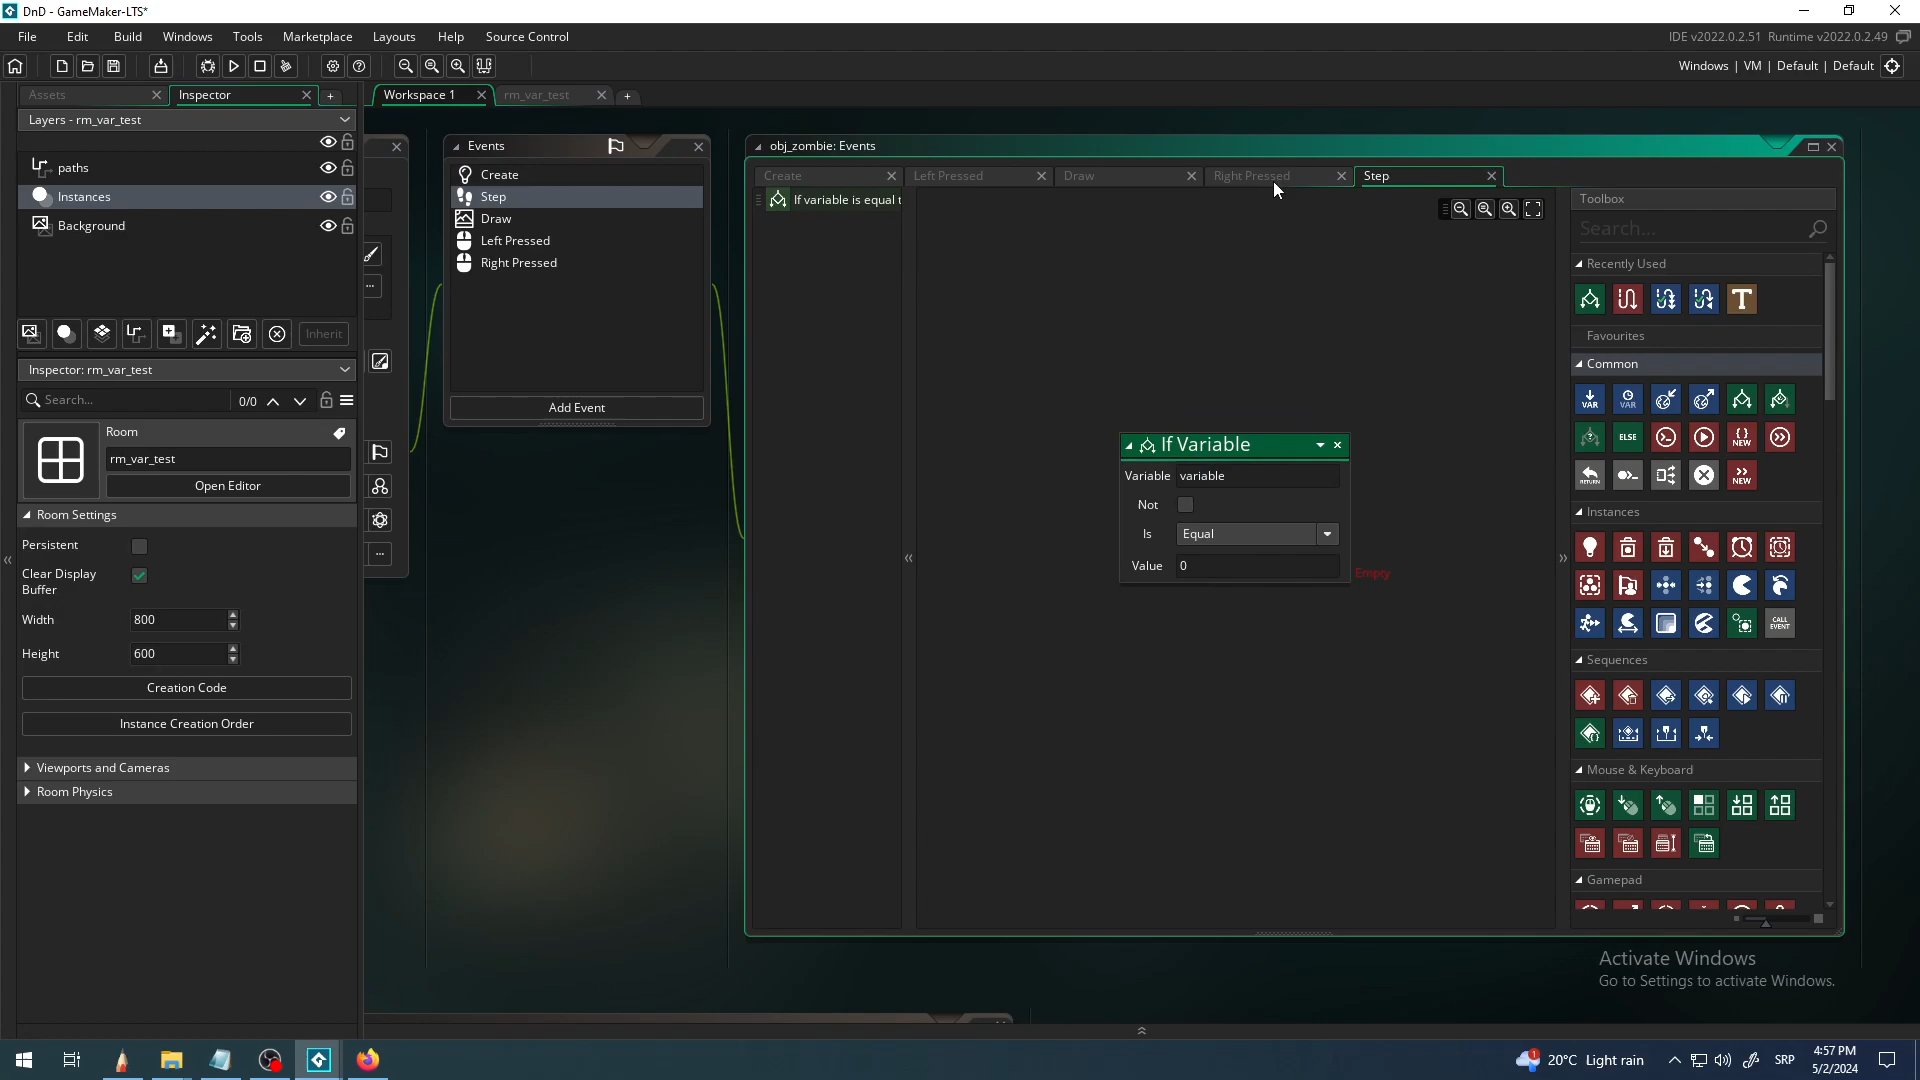 DnD - GameMaker-LTS*
File Edit Build Windows Tools Marketplace Layouts Help Source Control
IDE v2022.0.2.51 Runtime v2022.0.2.49
Windows | VM | Default | Default
Assets Inspector Workspace 1 rm_var_test
Layers - rm_var_test
paths
Instances
Background
Inherit
Inspector: rm_var_test
Search... 0/0
Room
rm_var_test
Open Editor
Room Settings
Persistent
Clear Display
Buffer
Width 800
Height 600
Creation Code
Instance Creation Order
Viewports and Cameras
Room Physics
Events
Create
Step
Draw
Left Pressed
Right Pressed
Add Event
obj_zombie: Events
Create Left Pressed Draw Right Pressed Step
If variable is equal t
If Variable
Variable variable
Not
Is Equal
Value 0
Empty
Toolbox
Search...
Recently Used
T
Favourites
Common
VAR VAR
ELSE NEW
RETURN NEW
Instances
CALL
EVENT
Sequences
Mouse & Keyboard
Gamepad
Activate Windows
Go to Settings to activate Windows.
1 20°C Light rain SRP 4:57 PM
5/2/2024